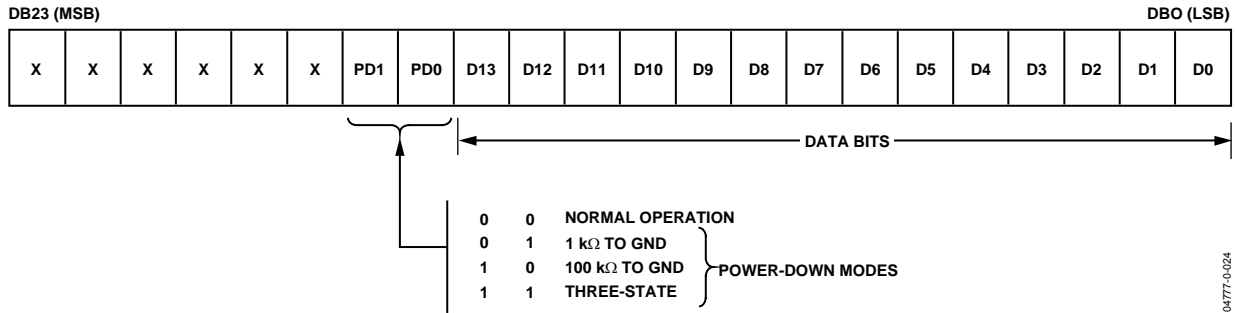 DB23 (MSB) DBO (LSB)
X X X X X X PD1 PD0 D13 D12 D11 D10 D9 D8 D7 D6 D5 D4 D3 D2 D1 D0
DATA BITS
0 0 NORMAL OPERATION
0 1 1 kΩ TO GND
1 0 100 kΩ TO GND
POWER-DOWN MODES
1 1 THREE-STATE
04777-0-024